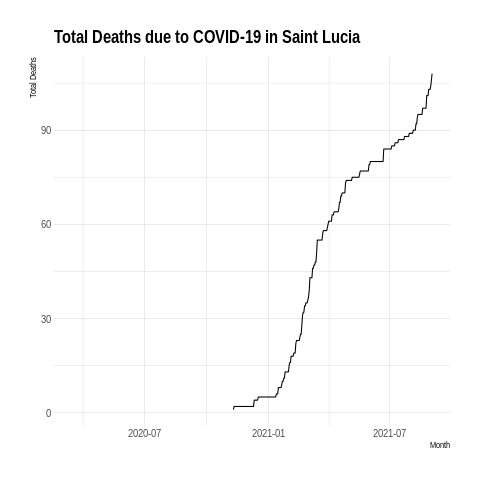 Total Deaths due to COVID-19 in Saint Lucia
Total Deaths
90
60
30
0
2020-07
2021-01
2021-07
Month